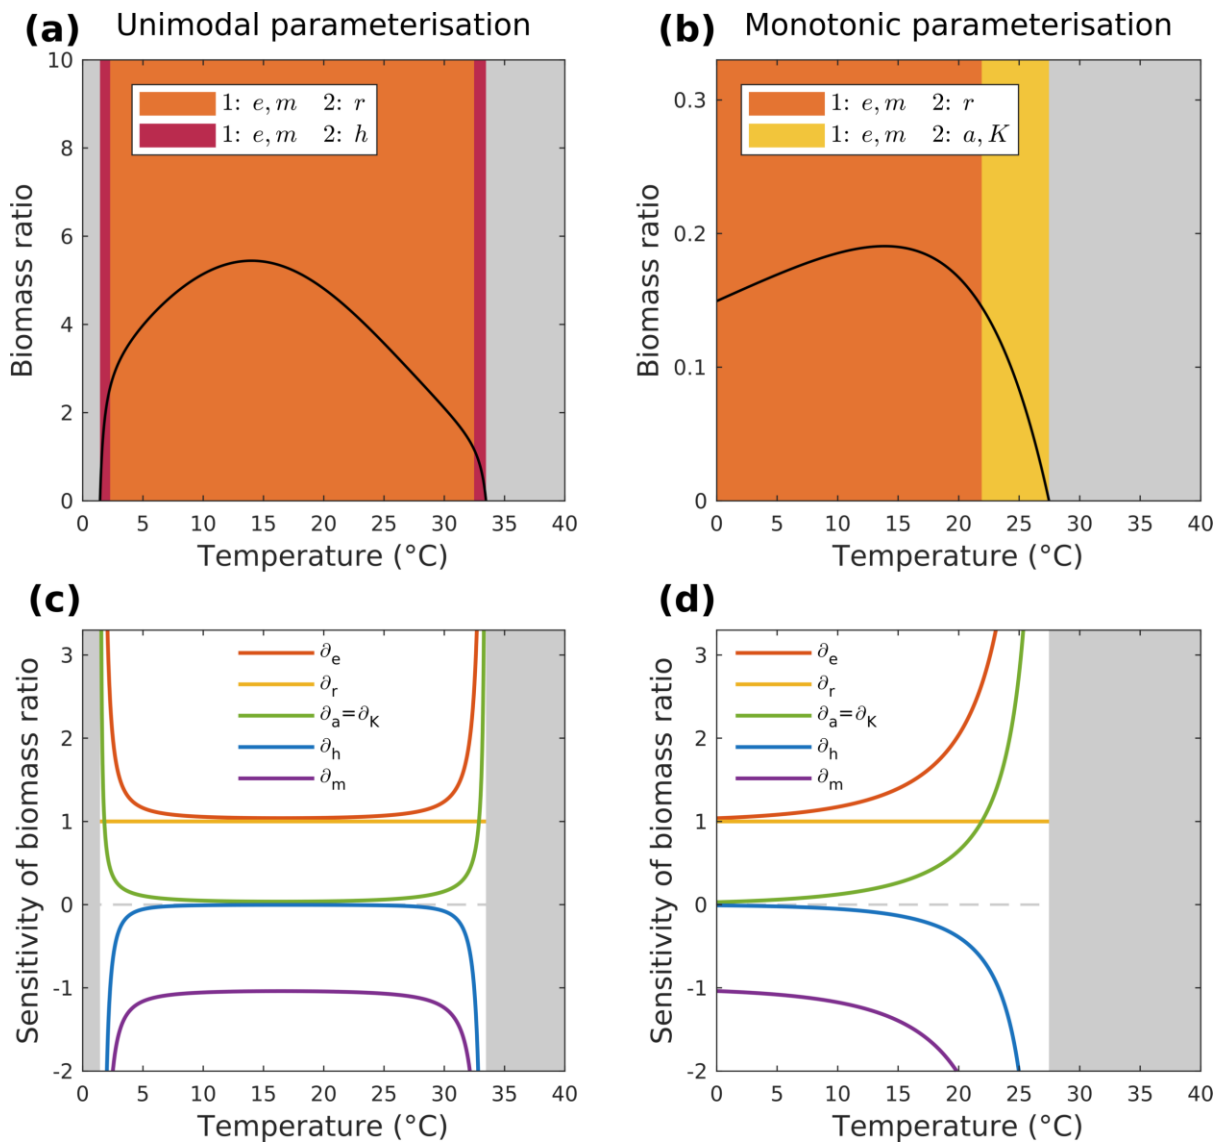 (a) Unimodal parameterisation
10
8
6
4
2
0
Biomass ratio
1: e, m 2: r
1: e, m 2: h
0 5 10 15 20 25 30 35 40
Temperature (°C)
(b) Monotonic parameterisation
0.3
0.2
0.1
0
Biomass ratio
1: e, m 2: r
1: e, m 2: a, K
0 5 10 15 20 25 30 35 40
Temperature (°C)
(c)
3
2
1
0
-1
-2
Sensitivity of biomass ratio
∂e
∂r
∂a=∂K
∂h
∂m
0 5 10 15 20 25 30 35 40
Temperature (°C)
(d)
3
2
1
0
-1
-2
Sensitivity of biomass ratio
∂e
∂r
∂a=∂K
∂h
∂m
0 5 10 15 20 25 30 35 40
Temperature (°C)